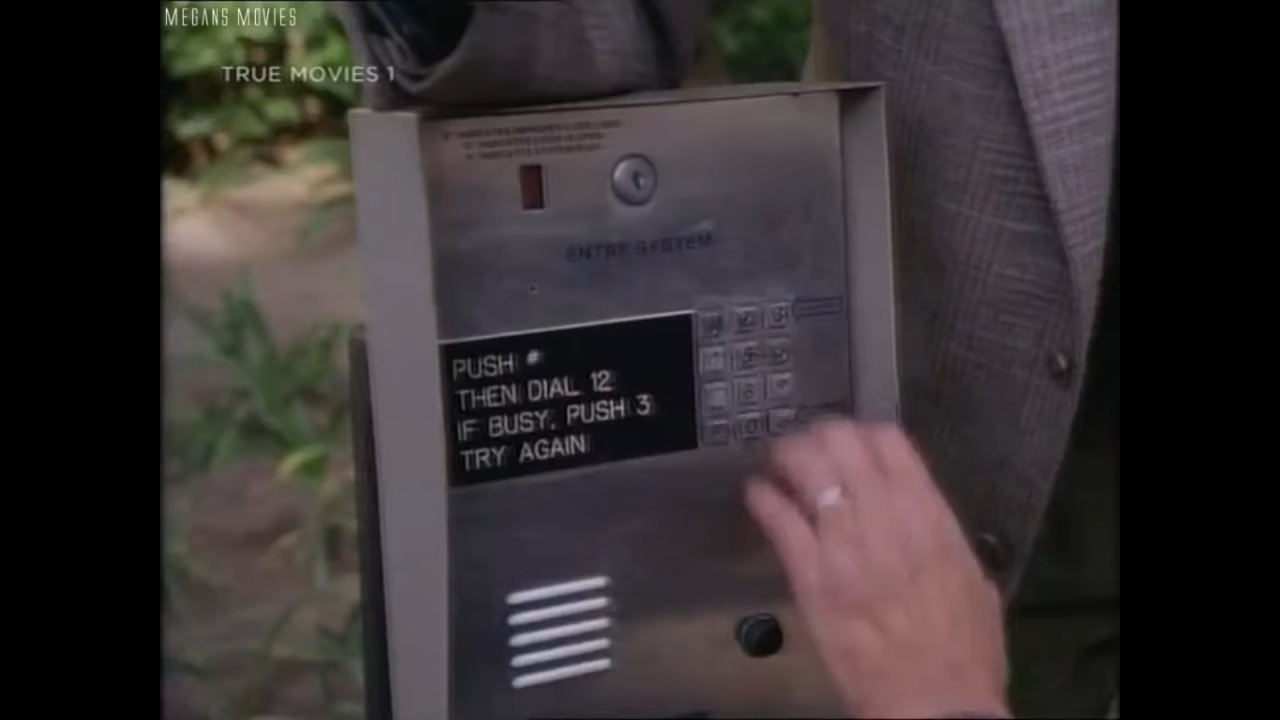 MEGANS MOVIES
TRUE MOVIES 1
ENTRY SYSTEM
PUSH #
THEN DIAL 12
IF BUSY, PUSH 3
TRY AGAIN